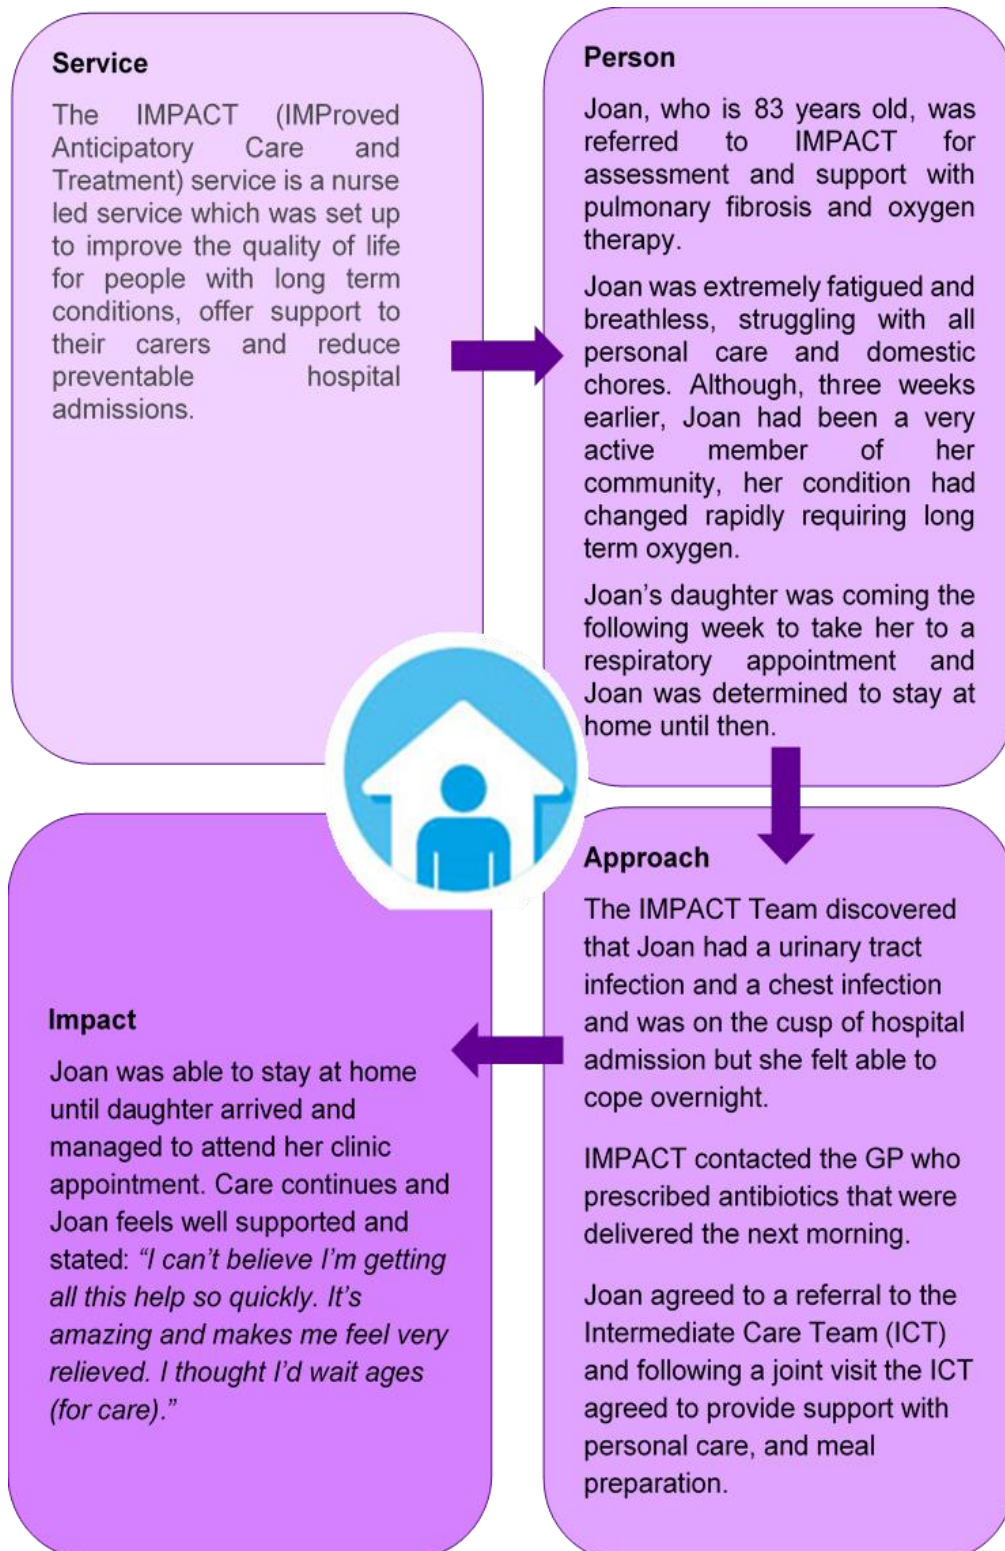 Service
The IMPACT (IMProved
Anticipatory Care and
Treatment) service is a nurse
led service which was set up
to improve the quality of life
for people with long term
conditions, offer support to
their carers and reduce
preventable hospital
admissions.
Person
Joan, who is 83 years old, was
referred to IMPACT for
assessment and support with
pulmonary fibrosis and oxygen
therapy.
Joan was extremely fatigued and
breathless, struggling with all
personal care and domestic
chores. Although, three weeks
earlier, Joan had been a very
active member of her
community, her condition had
changed rapidly requiring long
term oxygen.
Joan’s daughter was coming the
following week to take her to a
respiratory appointment and
Joan was determined to stay at
home until then.
Approach
The IMPACT Team discovered
that Joan had a urinary tract
infection and a chest infection
and was on the cusp of hospital
admission but she felt able to
cope overnight.
IMPACT contacted the GP who
prescribed antibiotics that were
delivered the next morning.
Joan agreed to a referral to the
Intermediate Care Team (ICT)
and following a joint visit the ICT
agreed to provide support with
personal care, and meal
preparation.
Impact
Joan was able to stay at home
until daughter arrived and
managed to attend her clinic
appointment. Care continues and
Joan feels well supported and
stated: “I can’t believe I’m getting
all this help so quickly. It’s
amazing and makes me feel very
relieved. I thought I’d wait ages
(for care).”